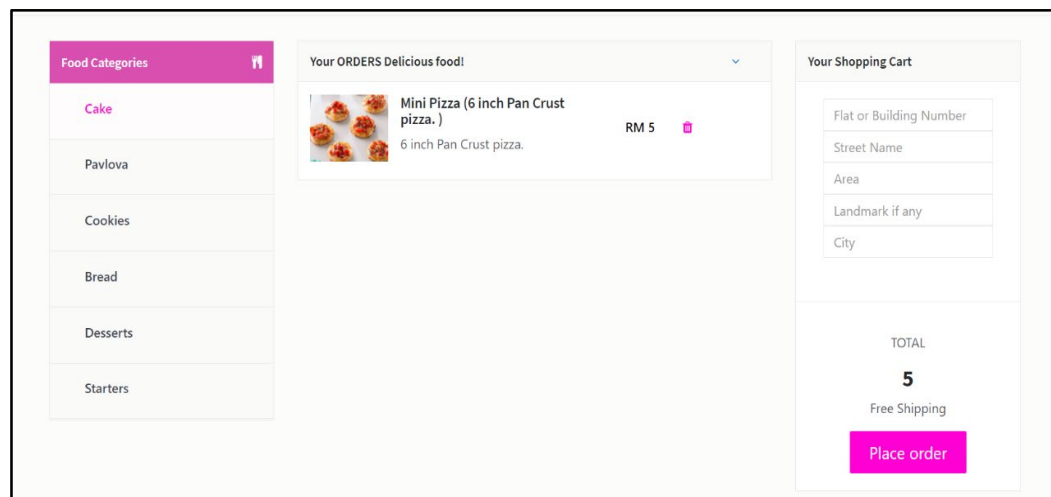 Food Categories
Cake
Pavlova
Cookies
Bread
Desserts
Starters
Your ORDERS Delicious food!
Mini Pizza (6 inch Pan Crust
pizza. )
6 inch Pan Crust pizza.
RM 5
Your Shopping Cart
Flat or Building Number
Street Name
Area
Landmark if any
City
TOTAL
5
Free Shipping
Place order